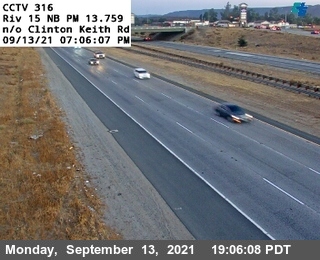 CCTV 316
Riv 15 NB PM 13.759
n/o Clinton Keith Rd
09/13/21 07:06:07 PM
Monday, September 13, 2021 19:06:08 PDT